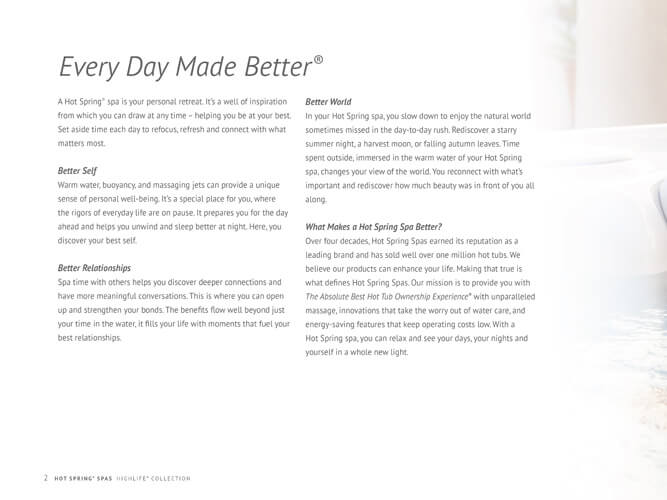 Every Day Made Better®
A Hot Spring® spa is your personal retreat. It's a well of inspiration
from which you can draw at any time – helping you be at your best.
Set aside time each day to refocus, refresh and connect with what
matters most.
Better Self
Warm water, buoyancy, and massaging jets can provide a unique
sense of personal well-being. It's a special place for you, where
the rigors of everyday life are on pause. It prepares you for the day
ahead and helps you unwind and sleep better at night. Here, you
discover your best self.
Better Relationships
Spa time with others helps you discover deeper connections and
have more meaningful conversations. This is where you can open
up and strengthen your bonds. The benefits flow well beyond just
your time in the water, it fills your life with moments that fuel your
best relationships.
Better World
In your Hot Spring spa, you slow down to enjoy the natural world
sometimes missed in the day-to-day rush. Rediscover a starry
summer night, a harvest moon, or falling autumn leaves. Time
spent outside, immersed in the warm water of your Hot Spring
spa, changes your view of the world. You reconnect with what's
important and rediscover how much beauty was in front of you all
along.
What Makes a Hot Spring Spa Better?
Over four decades, Hot Spring Spas earned its reputation as a
leading brand and has sold well over one million hot tubs. We
believe our products can enhance your life. Making that true is
what defines Hot Spring Spas. Our mission is to provide you with
The Absolute Best Hot Tub Ownership Experience® with unparalleled
massage, innovations that take the worry out of water care, and
energy-saving features that keep operating costs low. With a
Hot Spring spa, you can relax and see your days, your nights and
yourself in a whole new light.
2 HOT SPRING® SPAS HIGHLIFE® COLLECTION